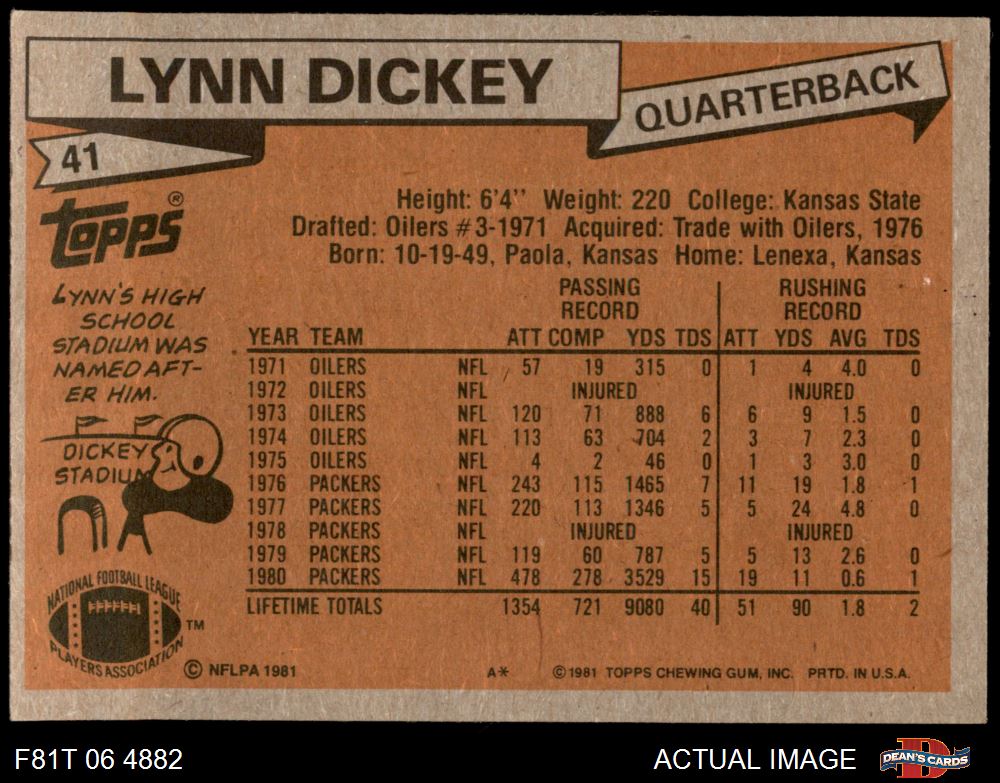 LYNN DICKEY
QUARTERBACK
41
TOPPS®
Height: 6'4'' Weight: 220 College: Kansas State
Drafted: Oilers #3-1971 Acquired: Trade with Oilers, 1976
Born: 10-19-49, Paola, Kansas Home: Lenexa, Kansas
LYNN'S HIGH
SCHOOL
STADIUM WAS
NAMED AFT-
ER HIM.
DICKEY
STADIUM
PASSING RUSHING
RECORD RECORD
YEAR TEAM ATT COMP YDS TDS ATT YDS AVG TDS
1971 OILERS NFL 57 19 315 0 1 4 4.0 0
1972 OILERS NFL INJURED INJURED
1973 OILERS NFL 120 71 888 6 6 9 1.5 0
1974 OILERS NFL 113 63 704 2 3 7 2.3 0
1975 OILERS NFL 4 2 46 0 1 3 3.0 0
1976 PACKERS NFL 243 115 1465 7 11 19 1.8 1
1977 PACKERS NFL 220 113 1346 5 5 24 4.8 0
1978 PACKERS NFL INJURED INJURED
1979 PACKERS NFL 119 60 787 5 5 13 2.6 0
1980 PACKERS NFL 478 278 3529 15 19 11 0.6 1
LIFETIME TOTALS 1354 721 9080 40 51 90 1.8 2
NATIONAL FOOTBALL LEAGUE
PLAYERS ASSOCIATION
TM
© NFLPA 1981 A* © 1981 TOPPS CHEWING GUM, INC. PRTD. IN U.S.A.
F81T 06 4882 ACTUAL IMAGE D DEAN'S CARDS